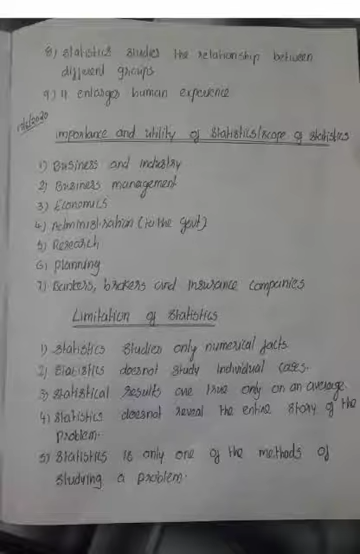 8) Statistics studies the relationship between
different groups
9) It enlarges human experience
Importance and utility of Statistics/scope of statistics
1) Business and industry
2) Business management
3) Economics
4) Administration (to the govt)
5) Research
6) Planning
7) Bankers, brokers and Insurance companies
Limitation of Statistics
1) Statistics studies only numerical facts.
2) Statistics doesnot study individual cases.
3) Statistical results are true only on an average.
4) Statistics doesnot reveal the entire story of the
Problem.
5) Statistics is only one of the methods of
studying a problem.